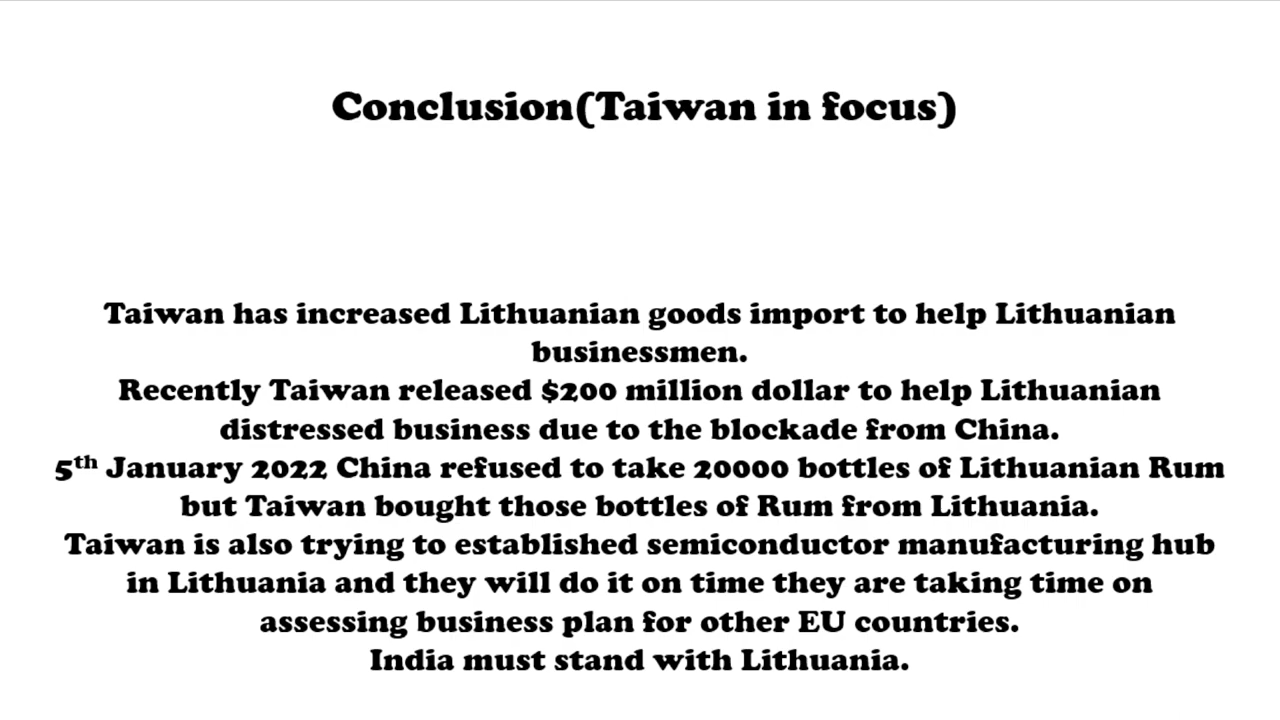 Conclusion(Taiwan in focus)
Taiwan has increased Lithuanian goods import to help Lithuanian
businessmen.
Recently Taiwan released $200 million dollar to help Lithuanian
distressed business due to the blockade from China.
5th January 2022 China refused to take 20000 bottles of Lithuanian Rum
but Taiwan bought those bottles of Rum from Lithuania.
Taiwan is also trying to established semiconductor manufacturing hub
in Lithuania and they will do it on time they are taking time on
assessing business plan for other EU countries.
India must stand with Lithuania.